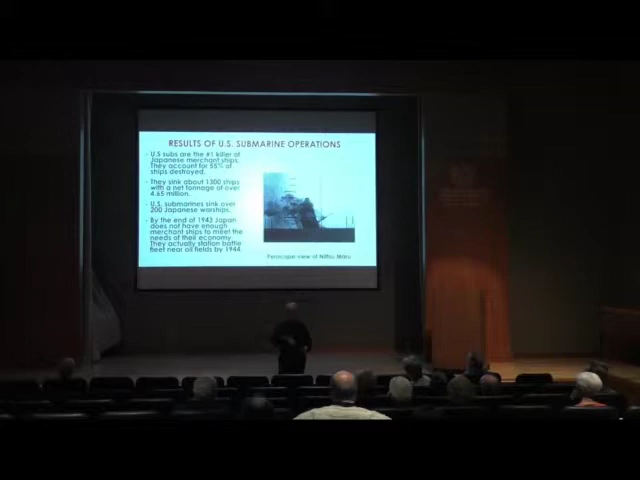 RESULTS OF U.S. SUBMARINE OPERATIONS
- U.S subs are the #1 killer of
Japanese merchant ships.
They account for 55% of
ships destroyed.
- They sink about 1300 ships
with a net tonnage of over
4.65 million.
- U.S. submarines sink over
200 Japanese warships.
- By the end of 1943 Japan
does not have enough
merchant ships to meet the
needs of their economy
They actually station battle
fleet near oil fields by 1944.
view of Nittsu Maru